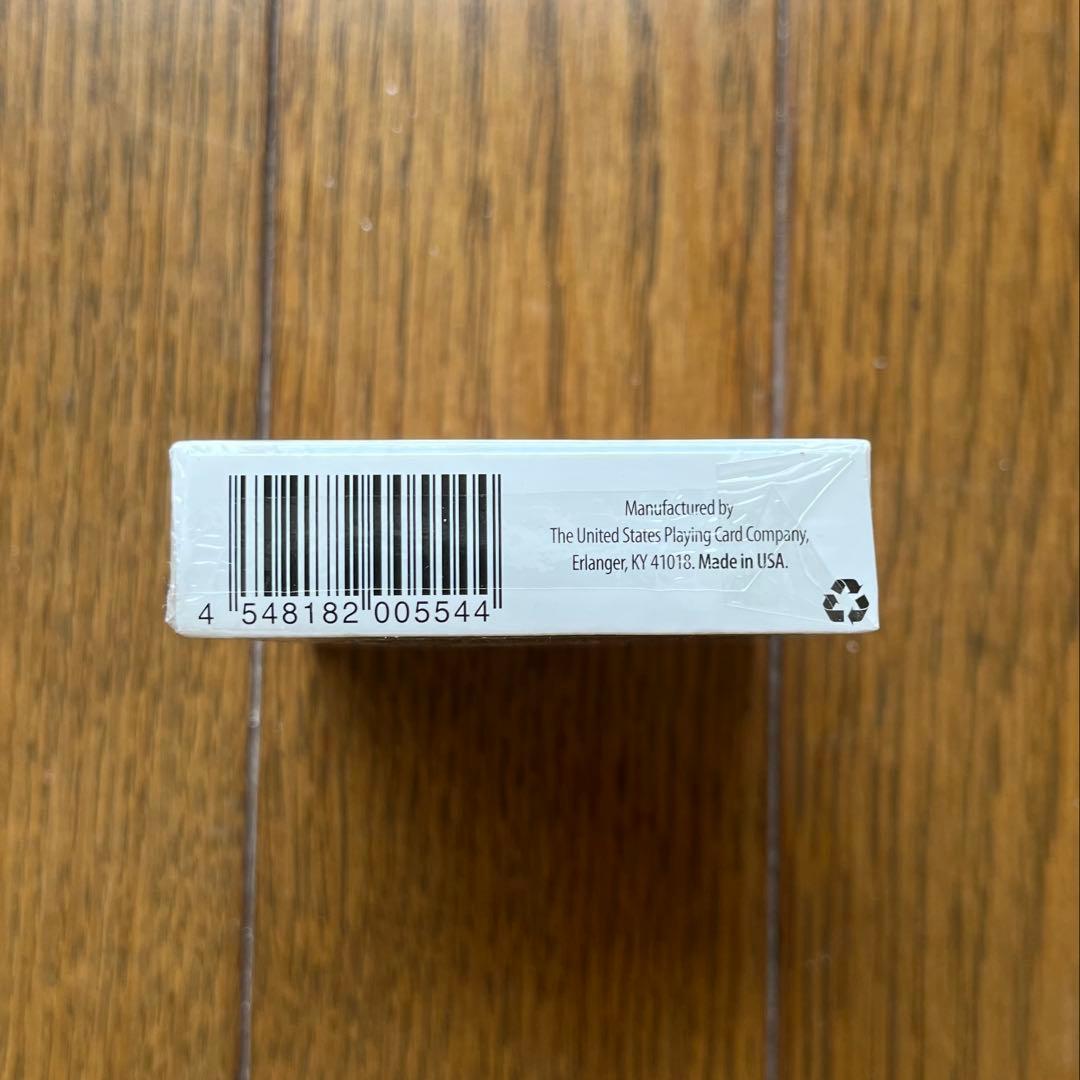 4 548182 005544
Manufactured by
The United States Playing Card Company,
Erlanger, KY 41018. Made in USA.